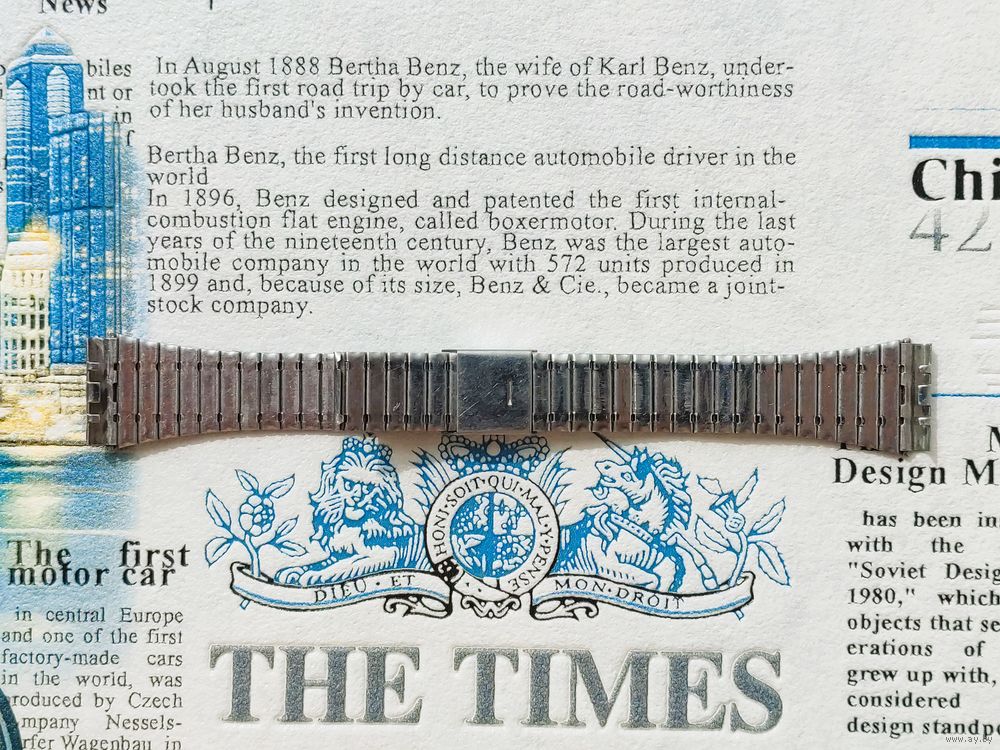 News
biles
nt or
in
f
In August 1888 Bertha Benz, the wife of Karl Benz, under-
took the first road trip by car, to prove the road-worthiness
of her husband's invention.
Bertha Benz, the first long distance automobile driver in the
world
In 1896, Benz designed and patented the first internal-
combustion flat engine, called boxermotor. During the last
years of the nineteenth century, Benz was the largest auto-
mobile company in the world with 572 units produced in
1899 and, because of its size, Benz & Cie., became a joint-
stock company.
Chi
42
HONI·SOIT·QUI·MAL·Y·PENSE
DIEU · ET MON·DROIT
THE TIMES
The first
motor car
in central Europe
and one of the first
factory-made cars
in the world, was
roduced by Czech
mpany Nessels-
rfer Wagenbau in
M
Design M
has been in
with the
"Soviet Desig
1980," which
objects that se
erations of
grew up with,
considered
design standpo
www.ay.by